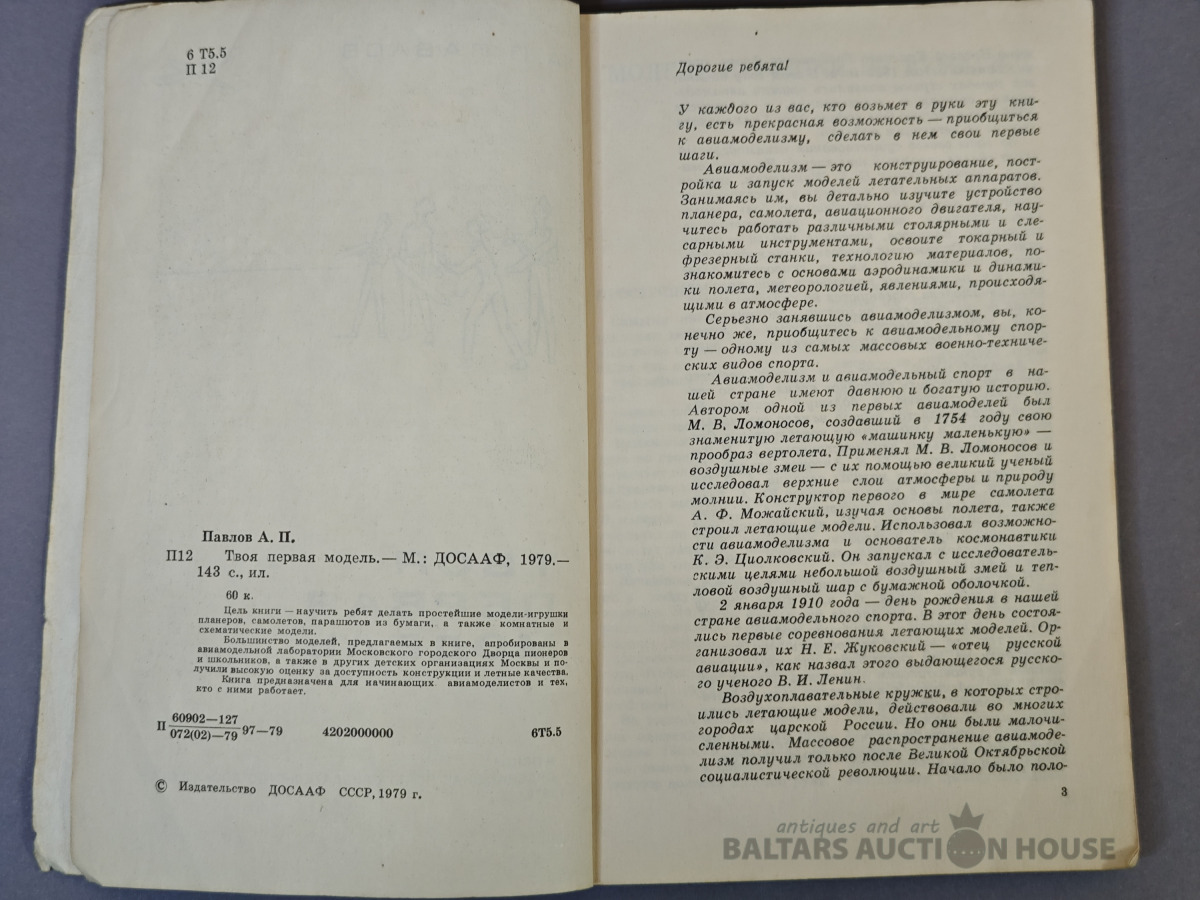 6 Т5.5
П 12
Павлов А. П.
П12 Твоя первая модель.— М.: ДОСААФ, 1979.—
143 с., ил.
60 к.
Цель книги — научить ребят делать простейшие модели-игрушки
планеров, самолетов, парашютов из бумаги, а также комнатные и
схематические модели.
Большинство моделей, предлагаемых в книге, апробированы в
авиамодельной лаборатории Московского городского Дворца пионеров
и школьников, а также в других детских организациях Москвы и по-
лучили высокую оценку за доступность конструкции и летные качества.
Книга предназначена для начинающих авиамоделистов и тех,
кто с ними работает.
60902—127
П 97—79 4202000000 6Т5.5
072(02)—79
© Издательство ДОСААФ СССР, 1979 г.
Дорогие ребята!
У каждого из вас, кто возьмет в руки эту кни-
гу, есть прекрасная возможность — приобщиться
к авиамоделизму, сделать в нем свои первые
шаги.
Авиамоделизм — это конструирование, пост-
ройка и запуск моделей летательных аппаратов.
Занимаясь им, вы детально изучите устройство
планера, самолета, авиационного двигателя, нау-
читесь работать различными столярными и сле-
сарными инструментами, освоите токарный и
фрезерный станки, технологию материалов, по-
знакомитесь с основами аэродинамики и динами-
ки полета, метеорологией, явлениями, происходя-
щими в атмосфере.
Серьезно занявшись авиамоделизмом, вы, ко-
нечно же, приобщитесь к авиамодельному спор-
ту — одному из самых массовых военно-техниче-
ских видов спорта.
Авиамоделизм и авиамодельный спорт в на-
шей стране имеют давнюю и богатую историю.
Автором одной из первых авиамоделей был
М. В. Ломоносов, создавший в 1754 году свою
знаменитую летающую «машинку маленькую» —
прообраз вертолета. Применял М. В. Ломоносов и
воздушные змеи — с их помощью великий ученый
исследовал верхние слои атмосферы и природу
молнии. Конструктор первого в мире самолета
А. Ф. Можайский, изучая основы полета, также
строил летающие модели. Использовал возможно-
сти авиамоделизма и основатель космонавтики
К. Э. Циолковский. Он запускал с исследователь-
скими целями небольшой воздушный змей и теп-
ловой воздушный шар с бумажной оболочкой.
2 января 1910 года — день рождения в нашей
стране авиамодельного спорта. В этот день состоя-
лись первые соревнования летающих моделей. Ор-
ганизовал их Н. Е. Жуковский — «отец русской
авиации», как назвал этого выдающегося русско-
го ученого В. И. Ленин.
Воздухоплавательные кружки, в которых стро-
ились летающие модели, действовали во многих
городах царской России. Но они были малочи-
сленными. Массовое распространение авиамоде-
лизм получил только после Великой Октябрьской
социалистической революции. Начало было поло-
3
antiques and art
BALTARS AUCTION HOUSE